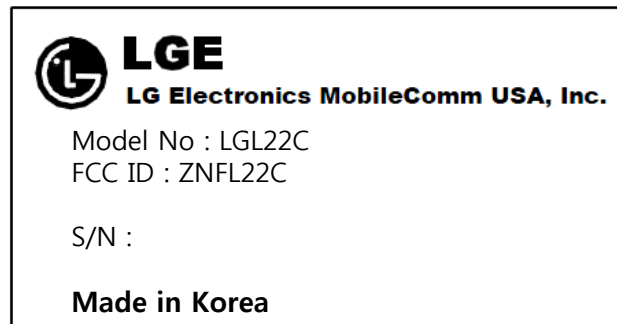 LGE
LG Electronics MobileComm USA, Inc.
Model No : LGL22C
FCC ID : ZNFL22C
S/N :
Made in Korea